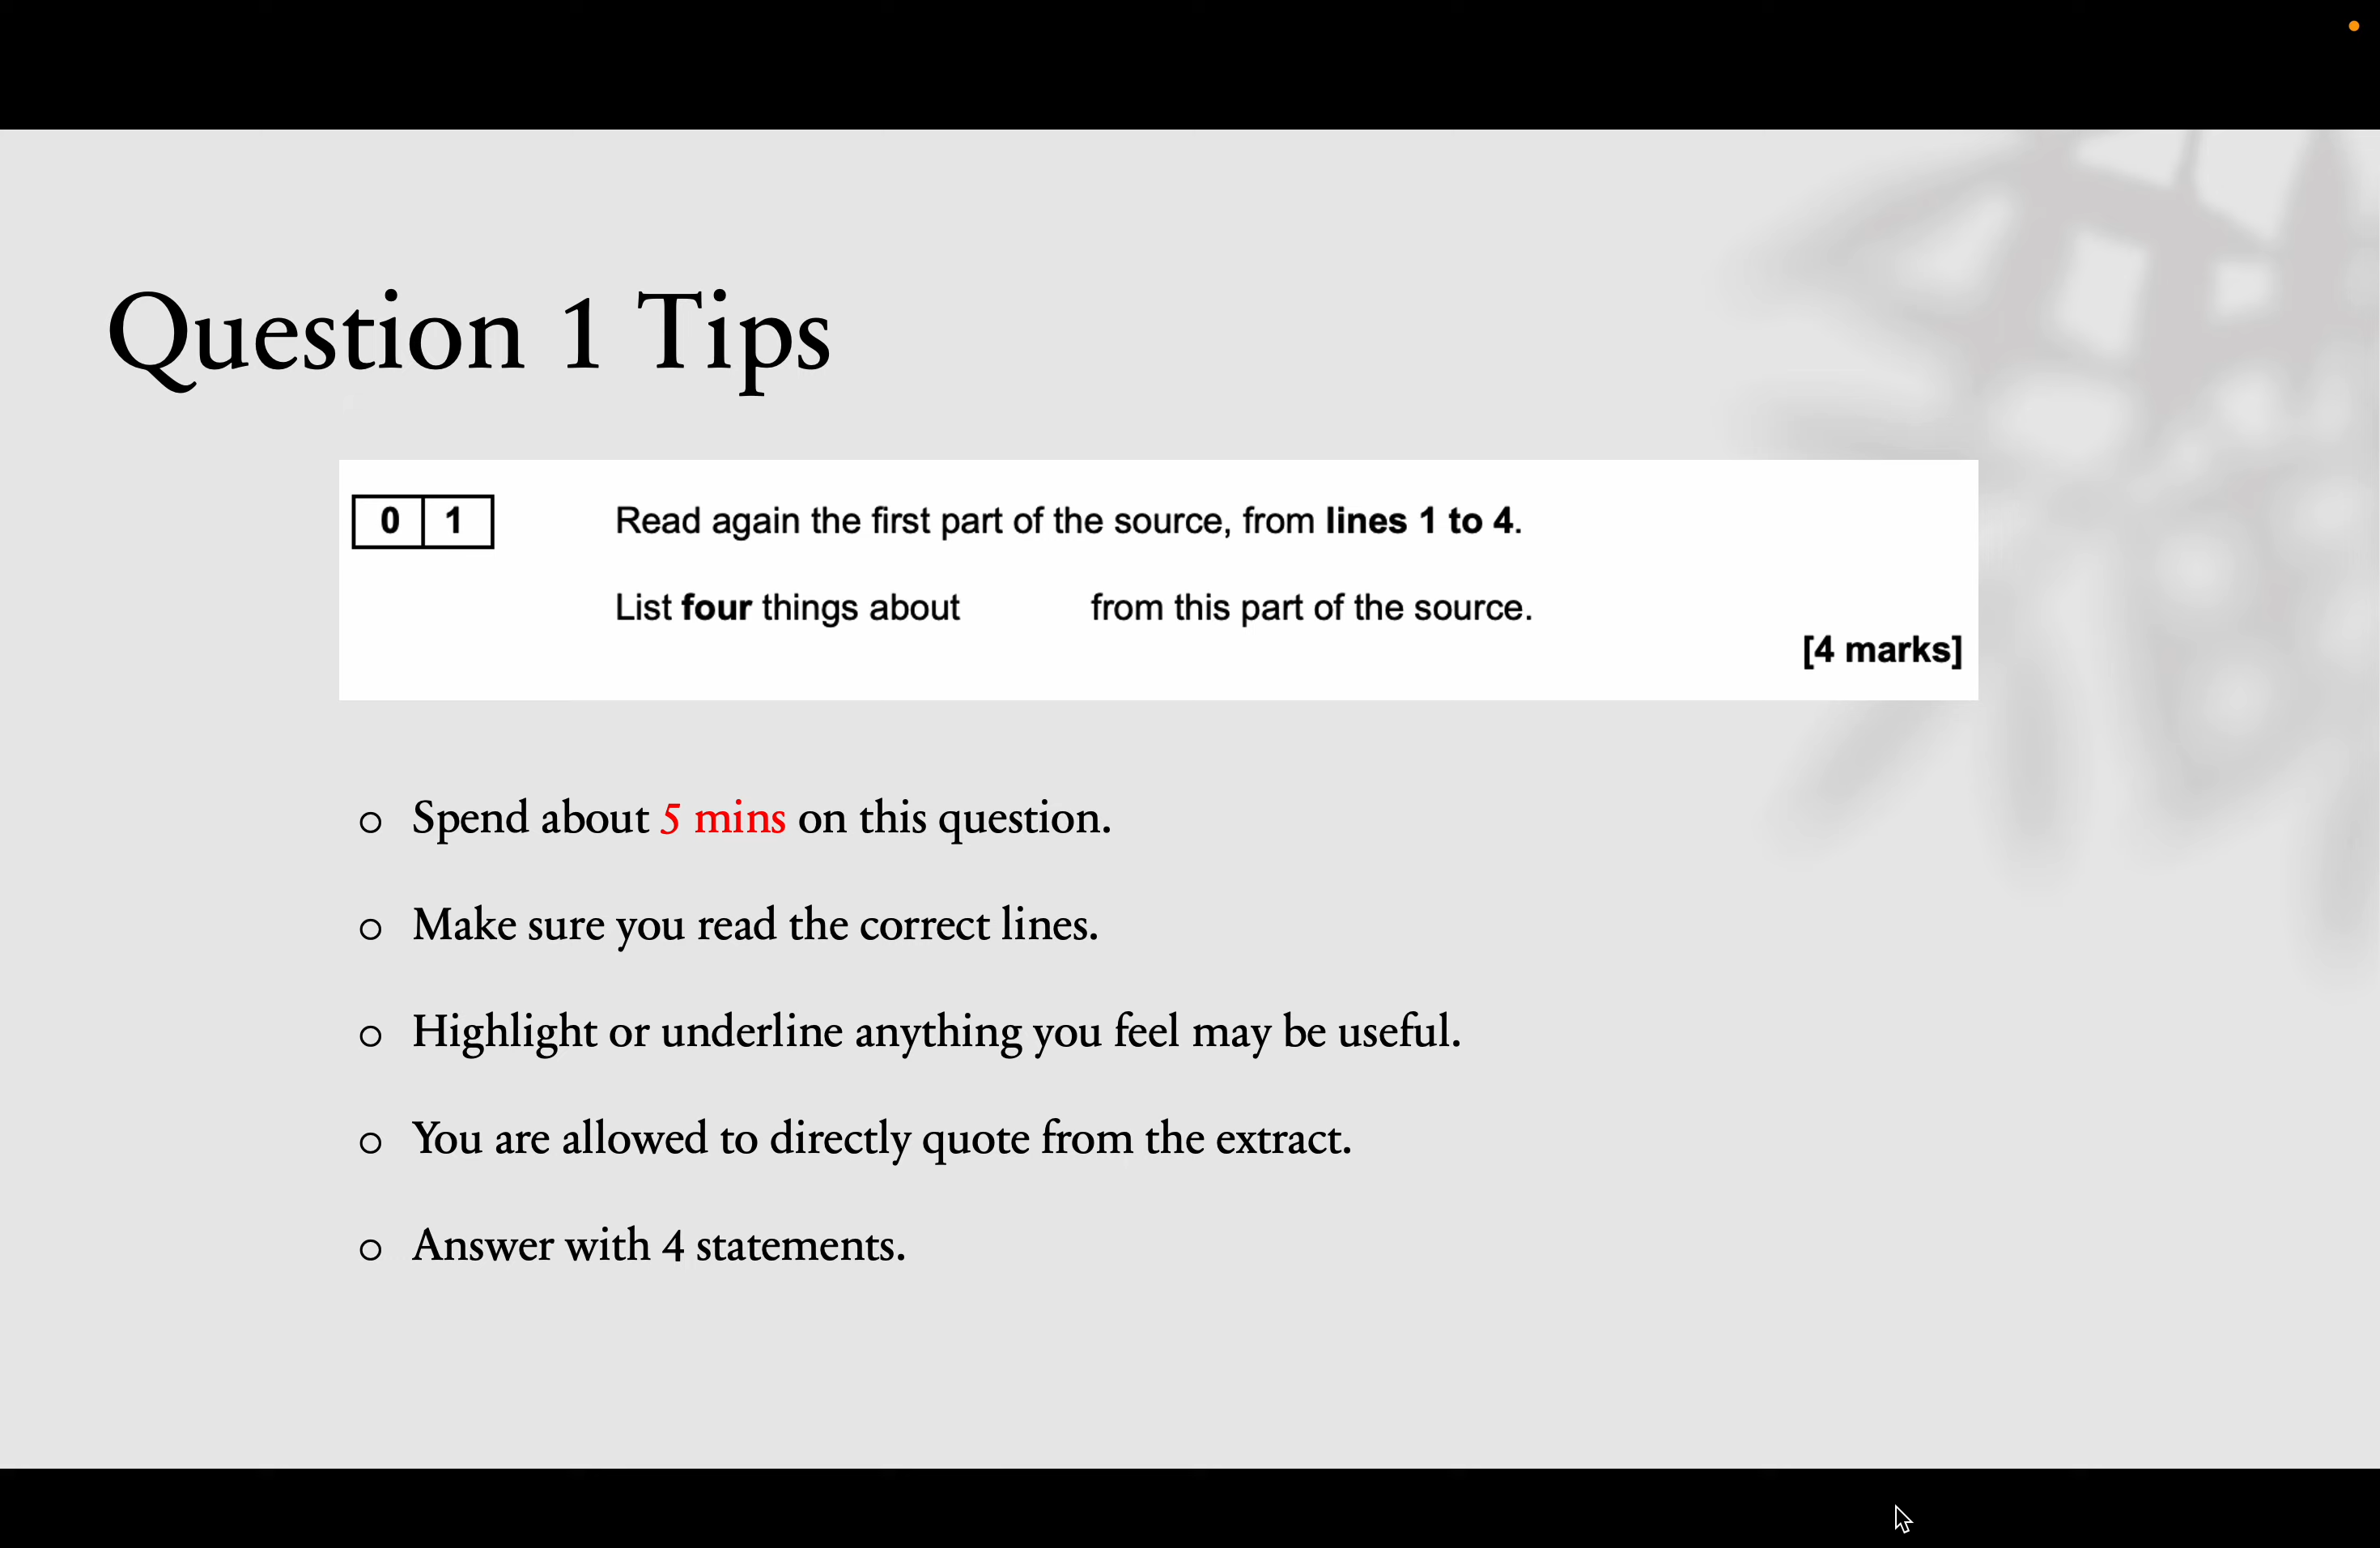 Question 1 Tips
0 1 Read again the first part of the source, from lines 1 to 4.
List four things about from this part of the source.
[4 marks]
Spend about 5 mins on this question.
Make sure you read the correct lines.
Highlight or underline anything you feel may be useful.
You are allowed to directly quote from the extract.
Answer with 4 statements.